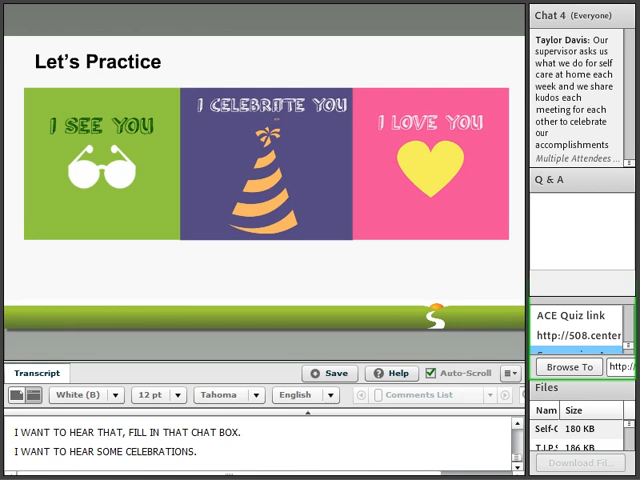 Let's Practice
I SEE YOU
I CELEBRATE YOU
I LOVE YOU
Chat 4 (Everyone)
Taylor Davis: Our
supervisor asks us
what we do for self
care at home each
week and we share
kudos each
meeting for each
other to celebrate
our
accomplishments
Multiple Attendees ...
Q & A
ACE Quiz link
http://508.center
Browse To
http:/
Files
Nam Size
Self-C 180 KB
T.I.P.S 186 KB
Download Fil...
Transcript
Save
Help
Auto-Scroll
White (B)
12 pt
Tahoma
English
Comments List
I WANT TO HEAR THAT, FILL IN THAT CHAT BOX.
I WANT TO HEAR SOME CELEBRATIONS.